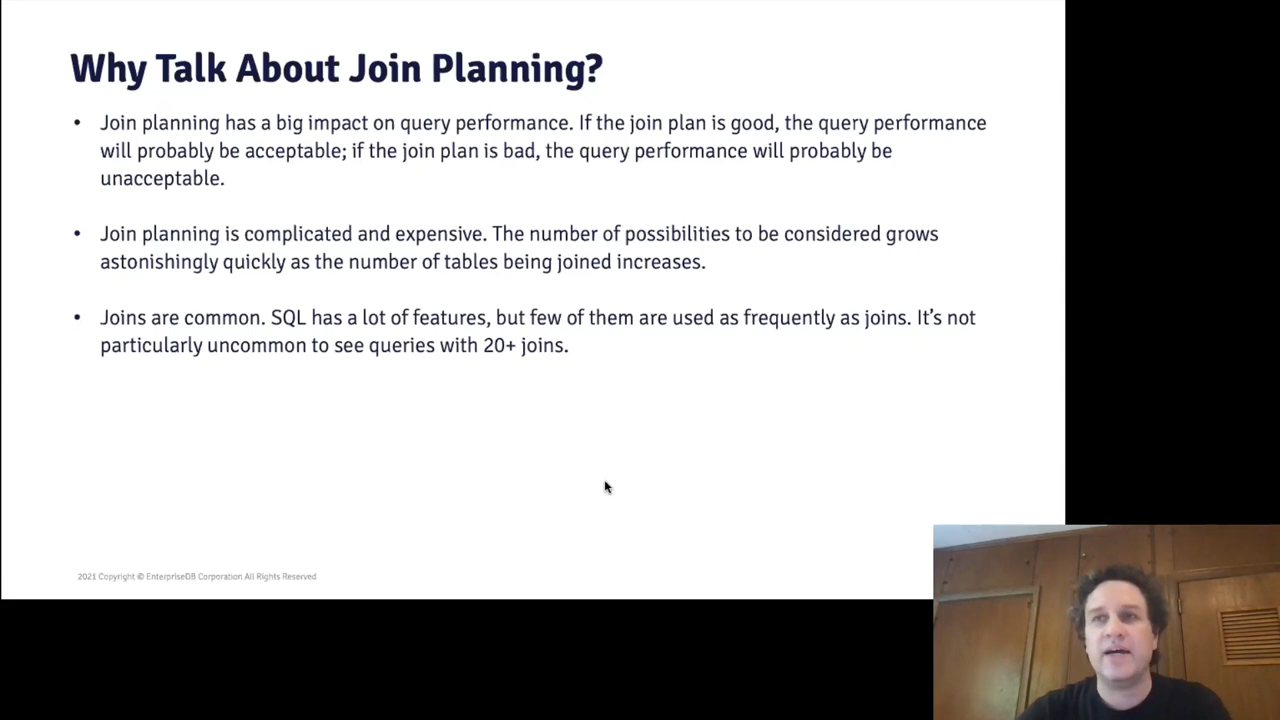 Why Talk About Join Planning?
• Join planning has a big impact on query performance. If the join plan is good, the query performance
will probably be acceptable; if the join plan is bad, the query performance will probably be
unacceptable.
• Join planning is complicated and expensive. The number of possibilities to be considered grows
astonishingly quickly as the number of tables being joined increases.
• Joins are common. SQL has a lot of features, but few of them are used as frequently as joins. It’s not
particularly uncommon to see queries with 20+ joins.
2021 Copyright © EnterpriseDB Corporation All Rights Reserved